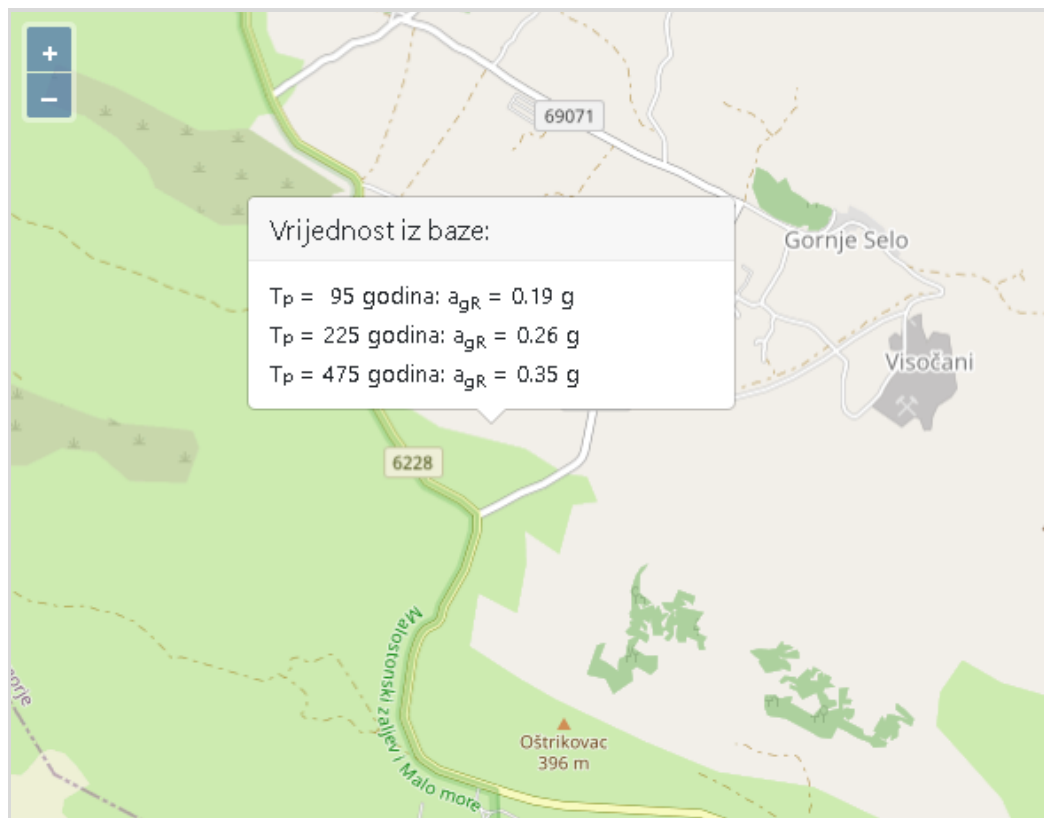 +
−
69071
Vrijednost iz baze:
Gornje Selo
Tp = 95 godina: agR = 0.19 g
Tp = 225 godina: agR = 0.26 g
Tp = 475 godina: agR = 0.35 g
Visočani
6228
Malostonski zaljev i Malo more
orje
Oštrikovac
396 m